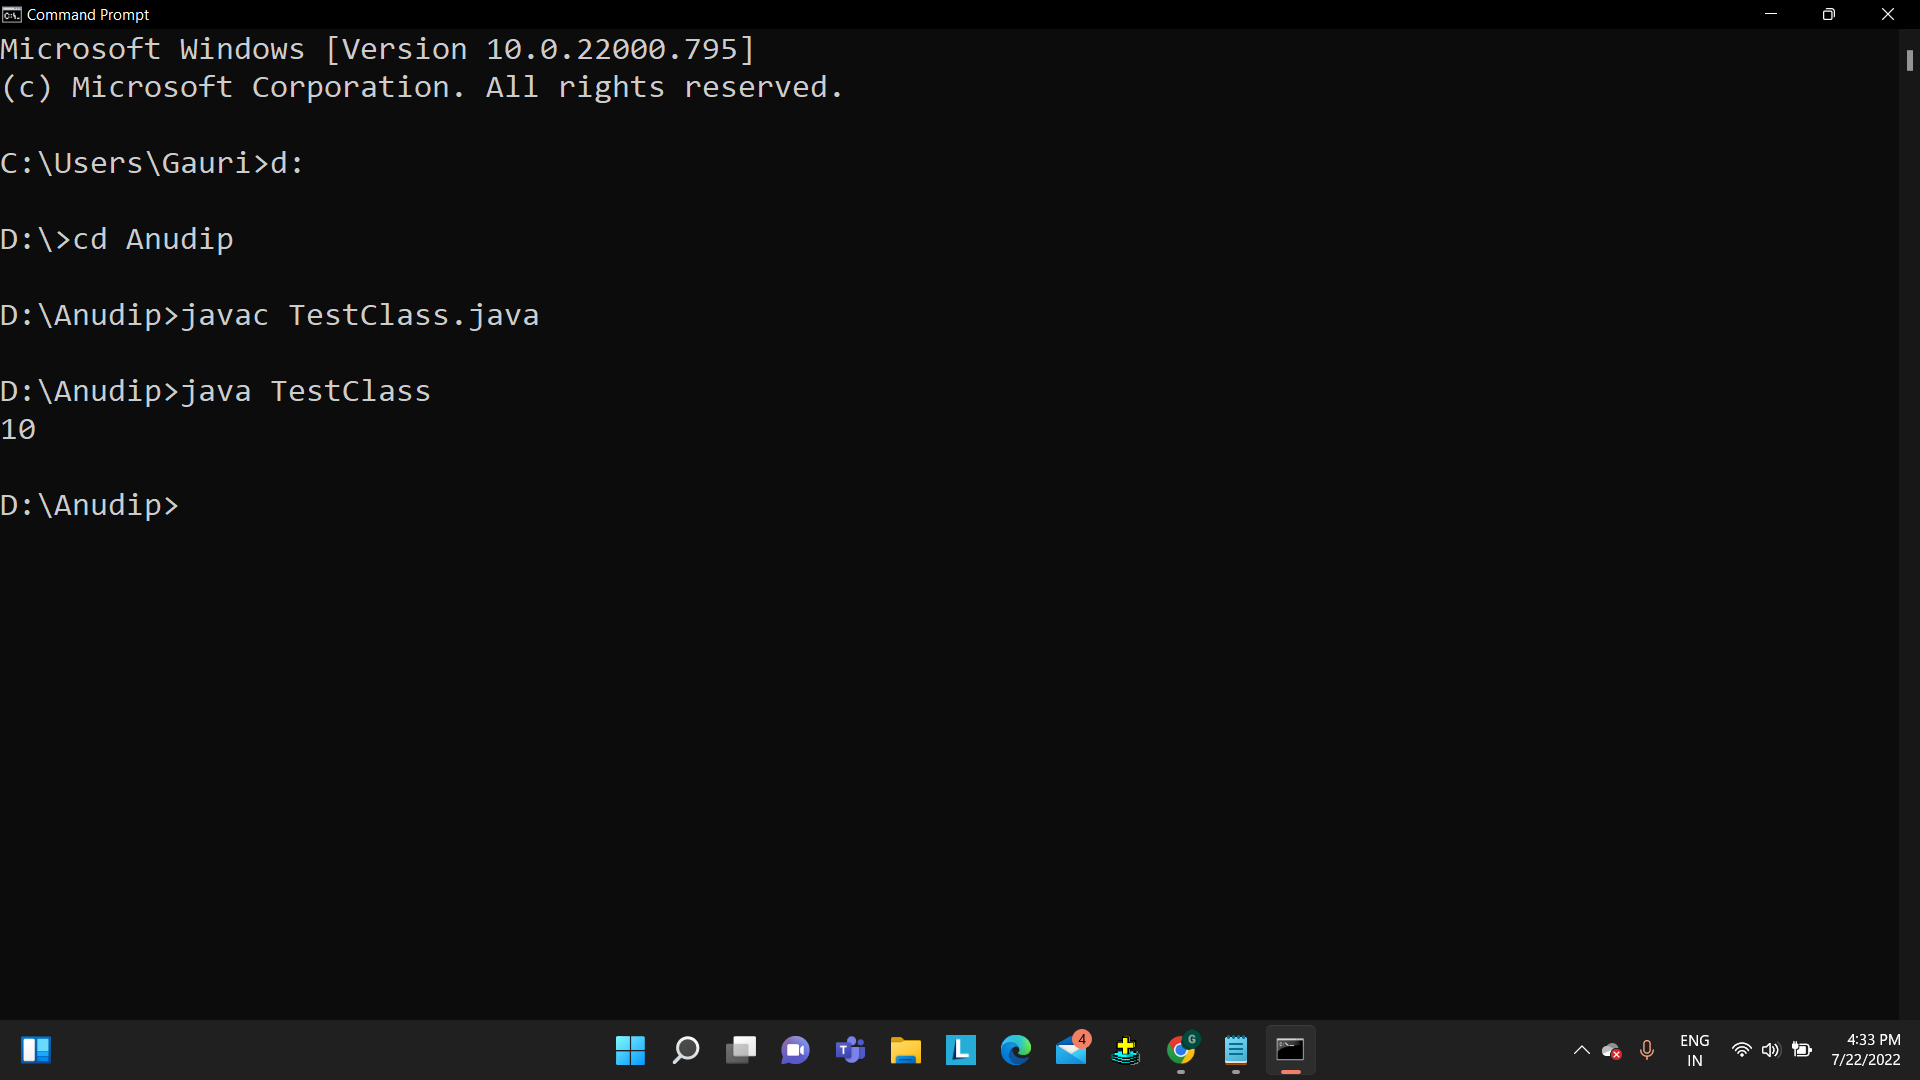 Command Prompt
Microsoft Windows [Version 10.0.22000.795]
(c) Microsoft Corporation. All rights reserved.
C:\Users\Gauri>d:
D:\>cd Anudip
D:\Anudip>javac TestClass.java
D:\Anudip>java TestClass
10
D:\Anudip>
4
G
T
L
ENG
IN
4:33 PM
7/22/2022